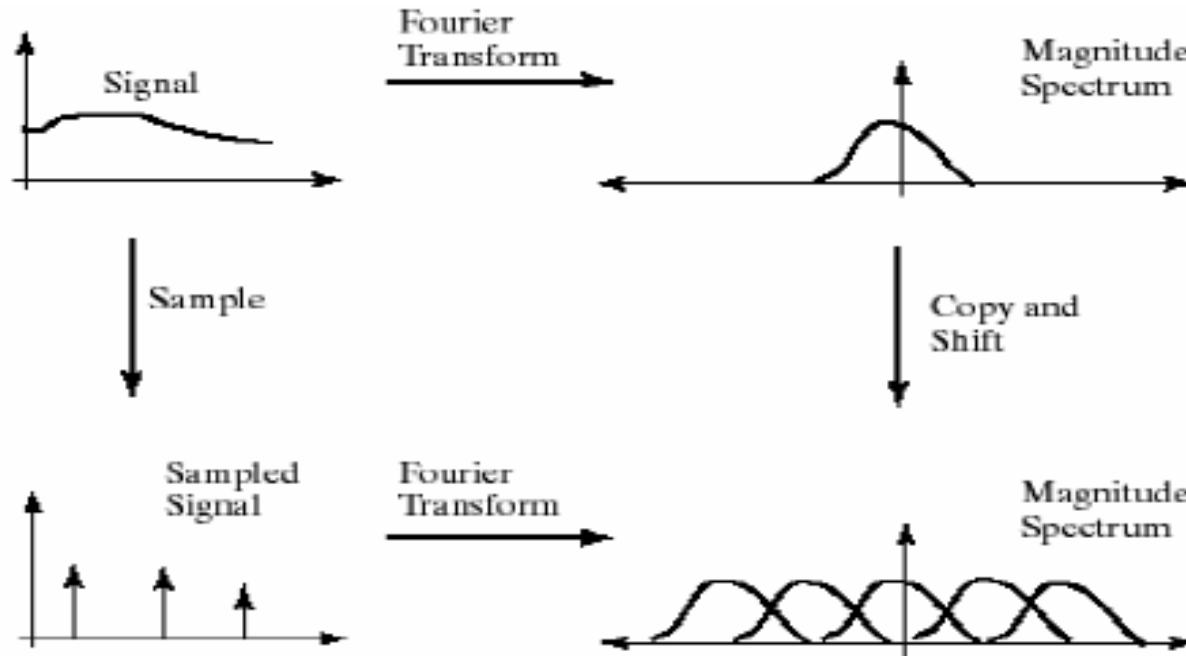 Fourier
Transform
Signal
Magnitude
Spectrum
Sample
Copy and
Shift
Sampled
Signal
Fourier
Transform
Magnitude
Spectrum